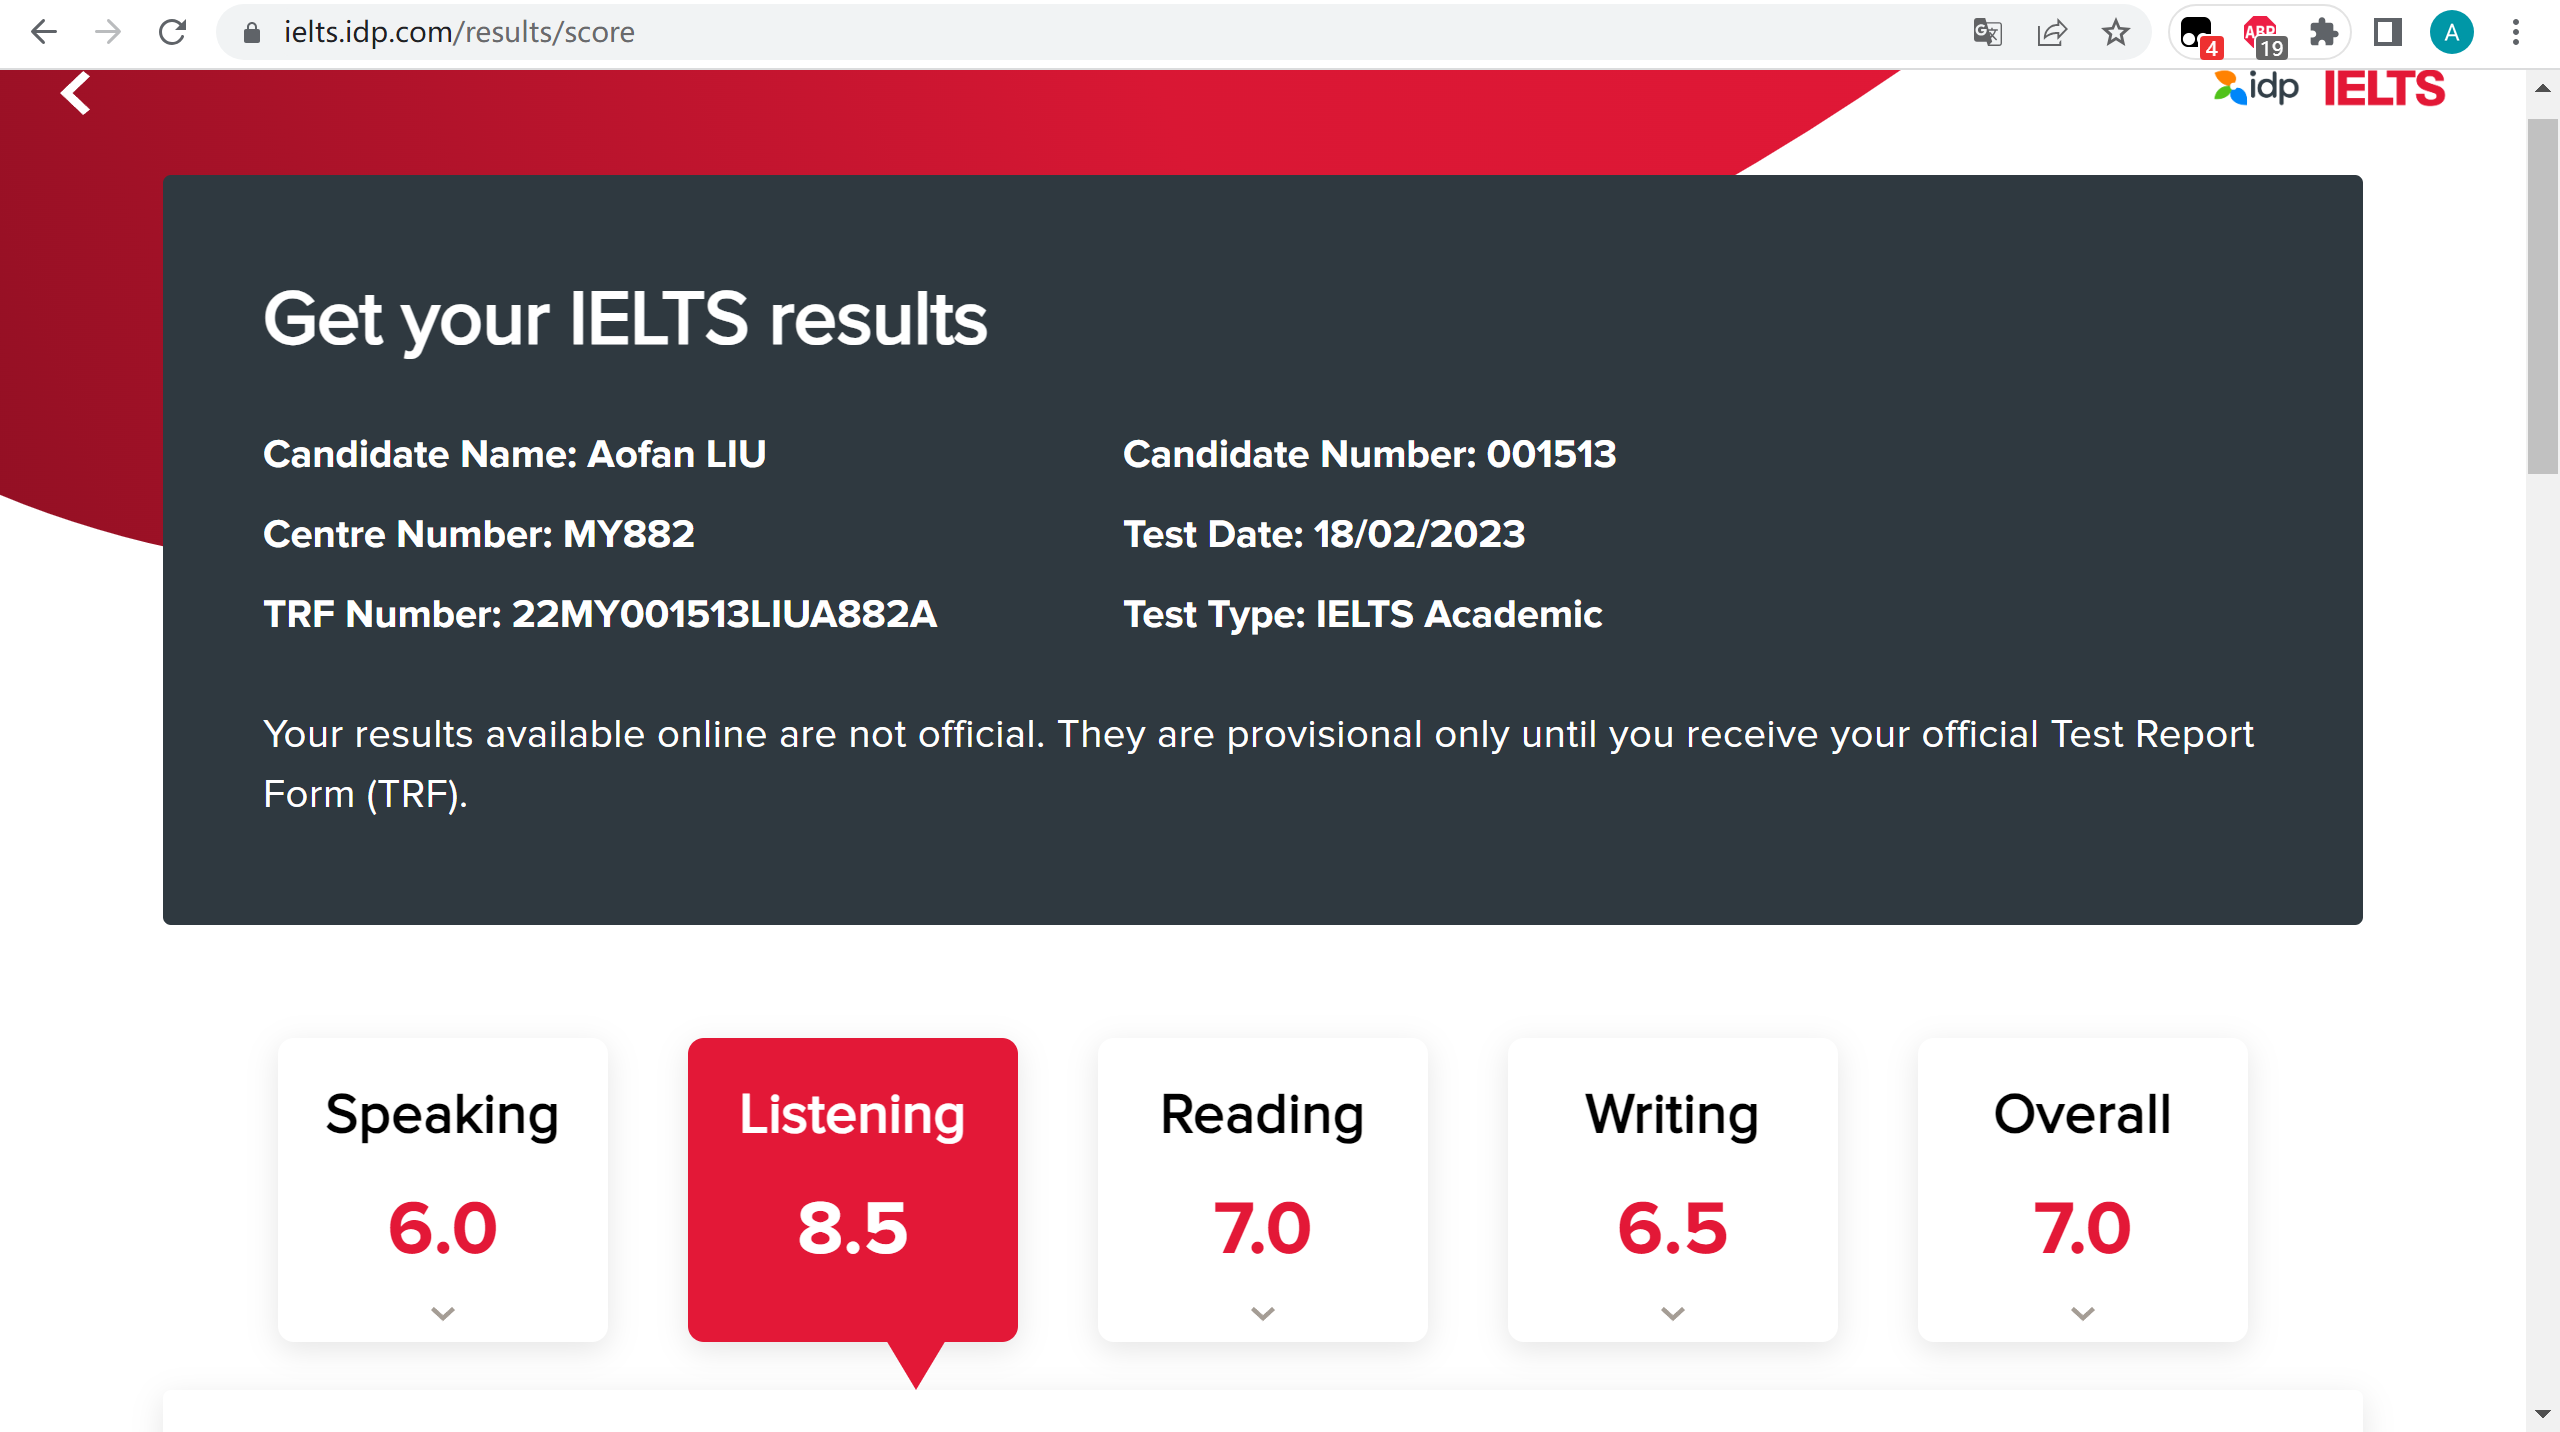 ielts.idp.com/results/score
4
ABP
19
A
idp IELTS
Get your IELTS results
Candidate Name: Aofan LIU
Candidate Number: 001513
Centre Number: MY882
Test Date: 18/02/2023
TRF Number: 22MY001513LIUA882A
Test Type: IELTS Academic
Your results available online are not official. They are provisional only until you receive your official Test Report
Form (TRF).
Speaking
6.0
Listening
8.5
Reading
7.0
Writing
6.5
Overall
7.0